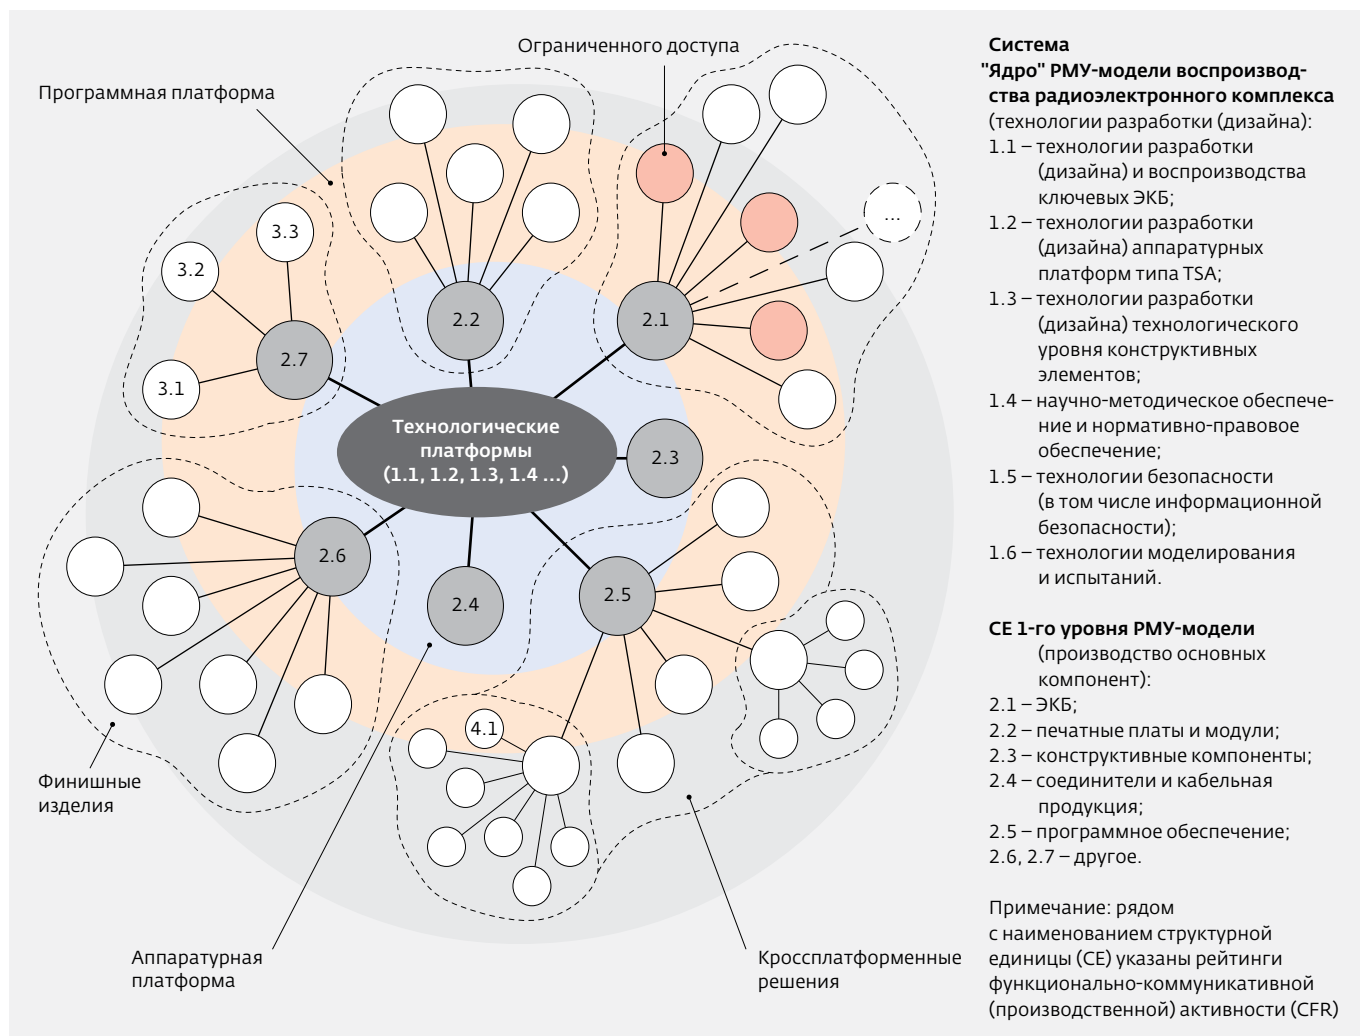 Ограниченного доступа
Программная платформа
...
3.3
3.2
3.1
2.7
2.2
2.1
Технологические
платформы
(1.1, 1.2, 1.3, 1.4 ...)
2.3
2.6
2.4
2.5
4.1
Финишные
изделия
Аппаратурная
платформа
Кроссплатформенные
решения
Система
"Ядро" РМУ-модели воспроизвод-
ства радиоэлектронного комплекса
(технологии разработки (дизайна):
1.1 – технологии разработки
(дизайна) и воспроизводства
ключевых ЭКБ;
1.2 – технологии разработки
(дизайна) аппаратурных
платформ типа TSA;
1.3 – технологии разработки
(дизайна) технологического
уровня конструктивных
элементов;
1.4 – научно-методическое обеспече-
ние и нормативно-правовое
обеспечение;
1.5 – технологии безопасности
(в том числе информационной
безопасности);
1.6 – технологии моделирования
и испытаний.
СЕ 1-го уровня РМУ-модели
(производство основных
компонент):
2.1 – ЭКБ;
2.2 – печатные платы и модули;
2.3 – конструктивные компоненты;
2.4 – соединители и кабельная
продукция;
2.5 – программное обеспечение;
2.6, 2.7 – другое.
Примечание: рядом
с наименованием структурной
единицы (СЕ) указаны рейтинги
функционально-коммуникативной
(производственной) активности (CFR)